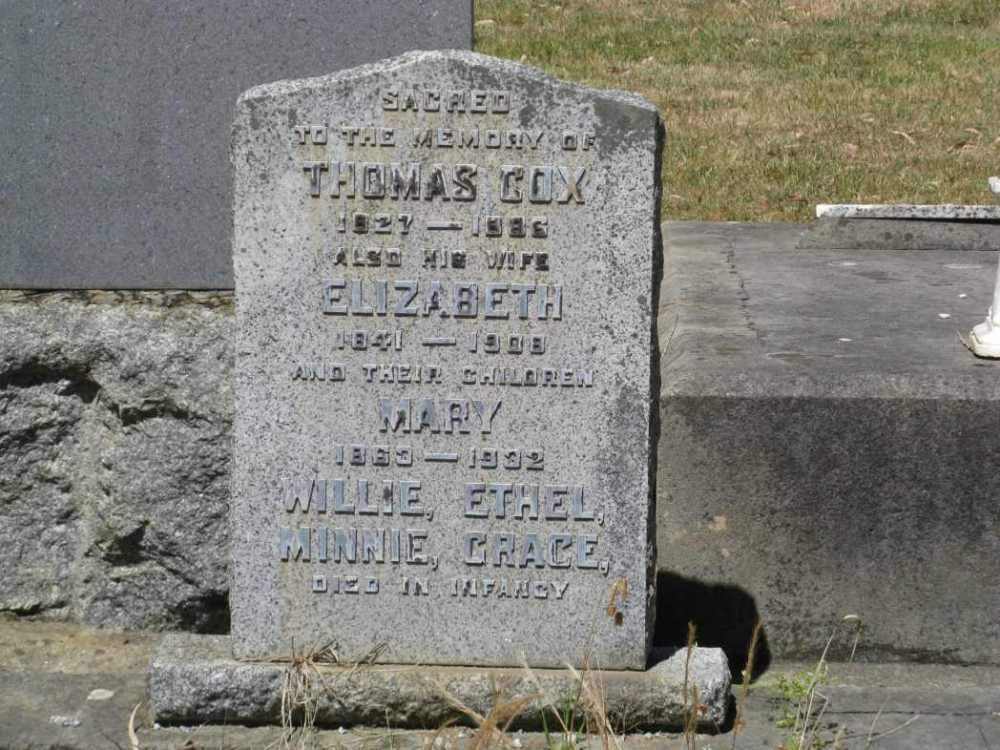 SACRED
TO THE MEMORY OF
THOMAS COX
1827 — 1886
ALSO HIS WIFE
ELIZABETH
1841 — 1908
AND THEIR CHILDREN
MARY
1863 — 1932
WILLIE, ETHEL,
MINNIE, GRACE,
DIED IN INFANCY